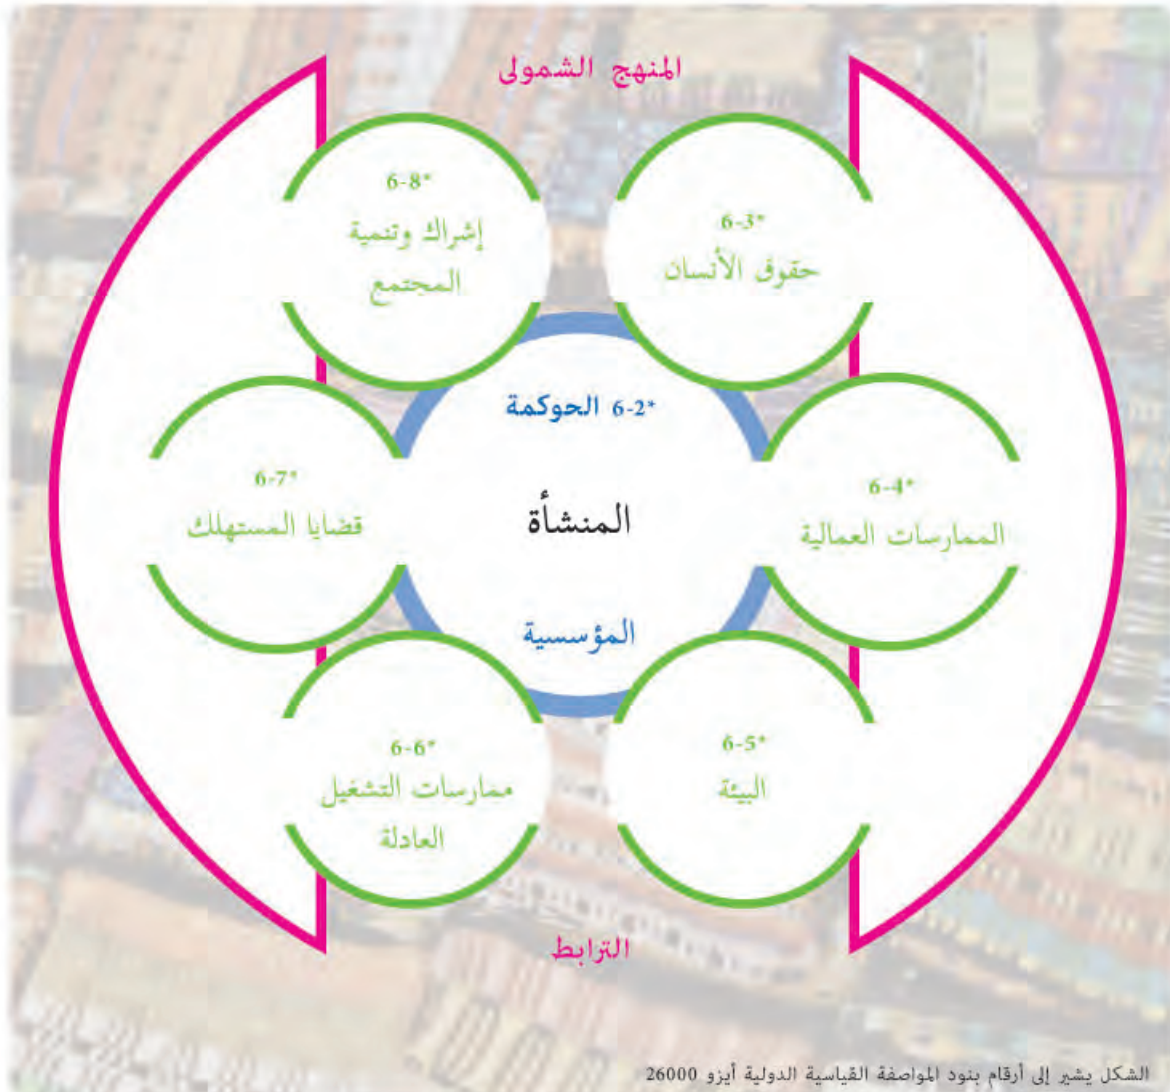 المنهج الشمولى
6-8*
إشراك وتنمية
المجتمع
6-3*
حقوق الأنسان
6-2* الحوكمة
المنشأة
المؤسسية
6-7*
قضايا المستهلك
6-4*
الممارسات العمالية
6-6*
ممارسات التشغيل
العادلة
6-5*
البيئة
الترابط
الشكل يشير إلى أرقام بنود المواصفة القياسية الدولية أيزو 26000